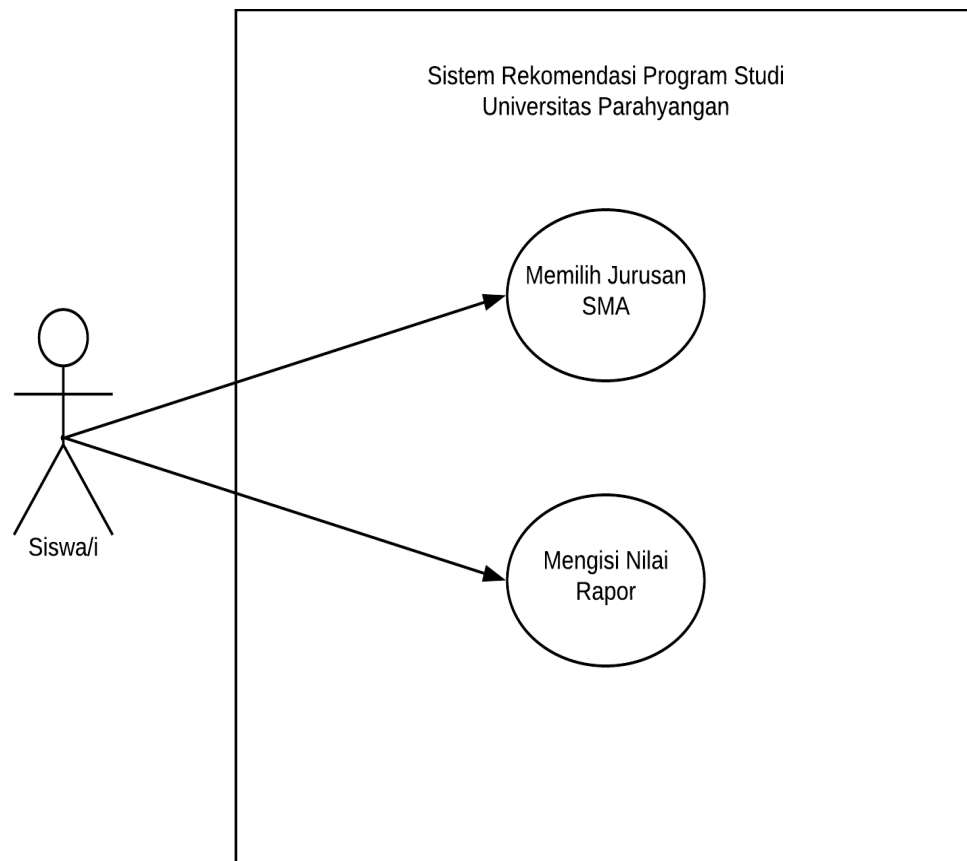 Sistem Rekomendasi Program Studi
Universitas Parahyangan
Memilih Jurusan
SMA
Siswa/i
Mengisi Nilai
Rapor